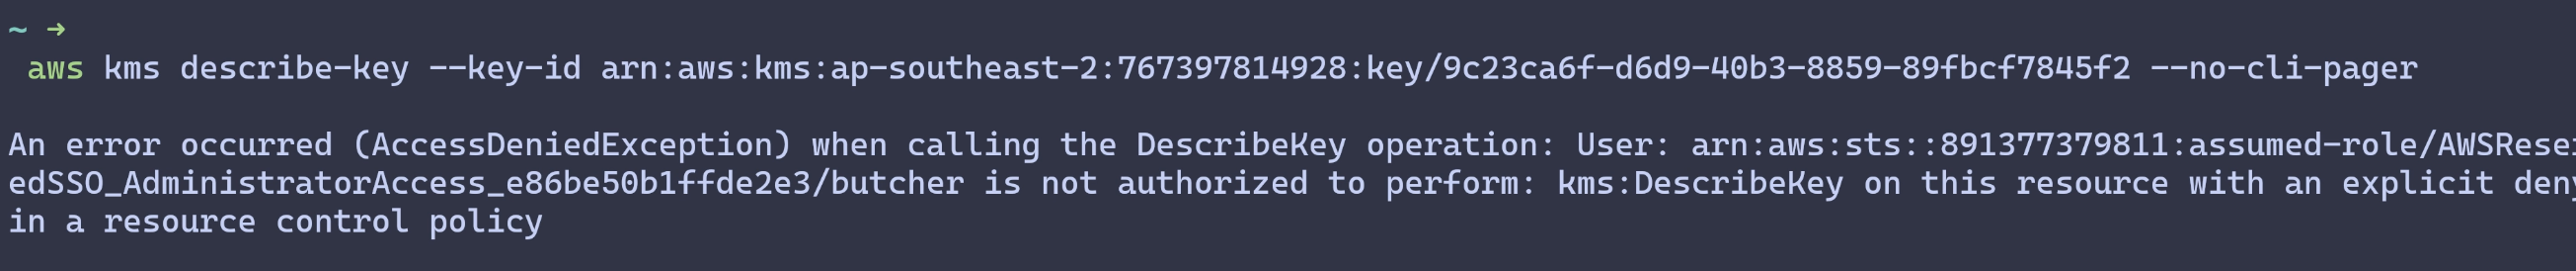 ~ ➜
aws kms describe-key --key-id arn:aws:kms:ap-southeast-2:767397814928:key/9c23ca6f-d6d9-40b3-8859-89fbcf7845f2 --no-cli-pager
An error occurred (AccessDeniedException) when calling the DescribeKey operation: User: arn:aws:sts::891377379811:assumed-role/AWSRese
edSSO_AdministratorAccess_e86be50b1ffde2e3/butcher is not authorized to perform: kms:DescribeKey on this resource with an explicit deny
in a resource control policy